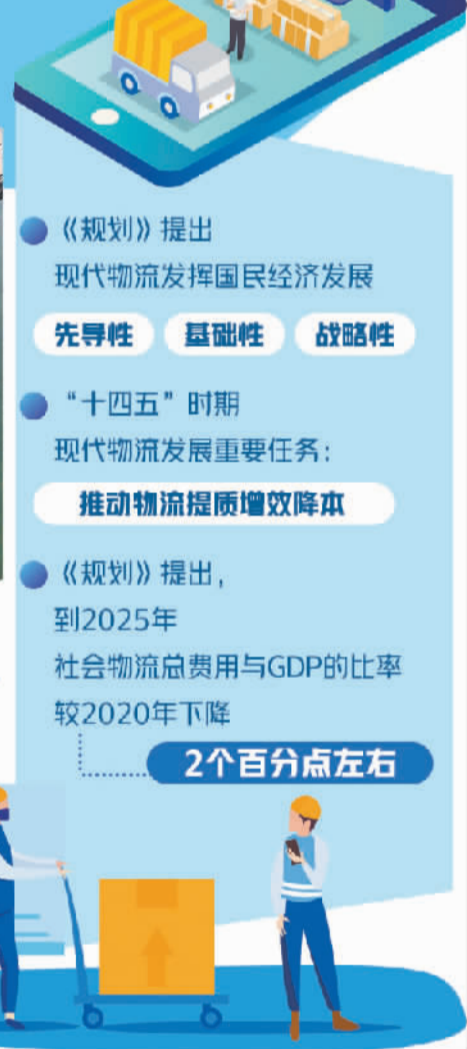 《规划》提出
现代物流发挥国民经济发展
先导性 基础性 战略性
“十四五”时期
现代物流发展重要任务：
推动物流提质增效降本
《规划》提出，
到2025年
社会物流总费用与GDP的比率
较2020年下降
2个百分点左右